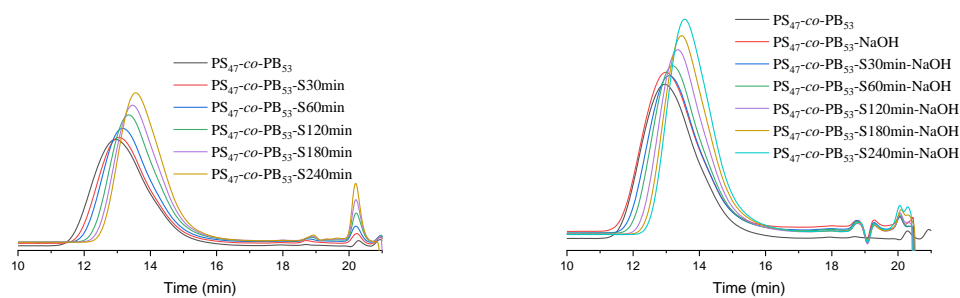 PS₄₇-co-PB₅₃
PS₄₇-co-PB₅₃-S30min
PS₄₇-co-PB₅₃-S60min
PS₄₇-co-PB₅₃-S120min
PS₄₇-co-PB₅₃-S180min
PS₄₇-co-PB₅₃-S240min
10 12 14 16 18 20
Time (min)
PS₄₇-co-PB₅₃
PS₄₇-co-PB₅₃-NaOH
PS₄₇-co-PB₅₃-S30min-NaOH
PS₄₇-co-PB₅₃-S60min-NaOH
PS₄₇-co-PB₅₃-S120min-NaOH
PS₄₇-co-PB₅₃-S180min-NaOH
PS₄₇-co-PB₅₃-S240min-NaOH
10 12 14 16 18 20
Time (min)